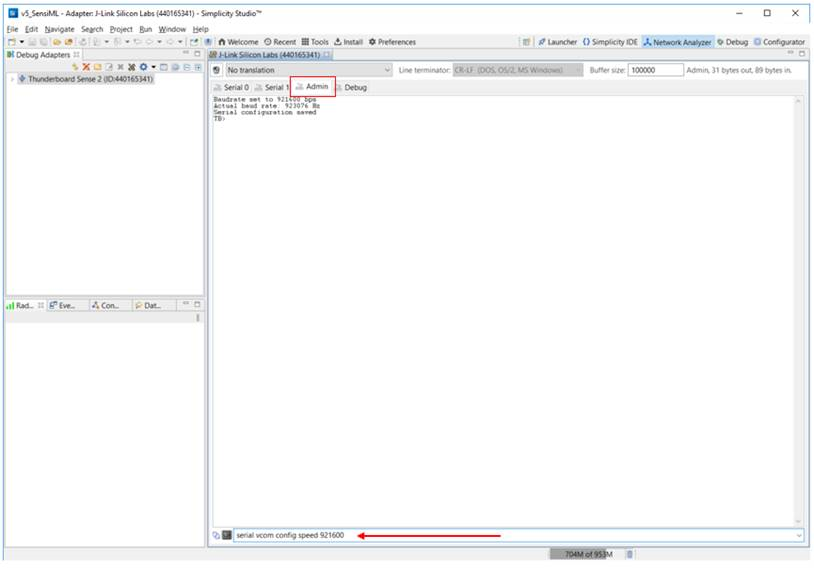 v5_SensiML - Adapter: J-Link Silicon Labs (440165341) - Simplicity Studio™
File Edit Navigate Search Project Run Window Help
Welcome Recent Tools Install Preferences
Launcher Simplicity IDE Network Analyzer Debug Configurator
Debug Adapters
J-Link Silicon Labs (440165341)
Thunderboard Sense 2 (ID:440165341)
No translation
Line terminator: CR-LF (DOS, OS/2, MS Windows)
Buffer size: 100000
Admin, 31 bytes out, 89 bytes in.
Serial 0 Serial 1 Admin Debug
Baudrate set to 921600 bps
Actual baud rate: 923076 Hz
Serial configuration saved
TB>
Rad... Eve... Con... Dat...
serial vcom config speed 921600
704M of 953M